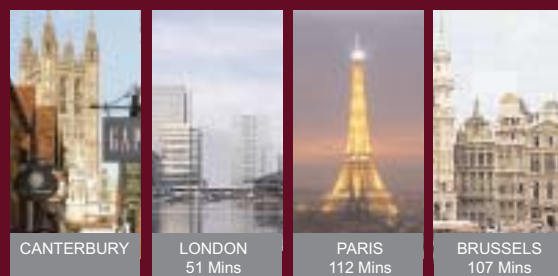 CANTERBURY
LONDON
51 Mins
PARIS
112 Mins
BRUSSELS
107 Mins